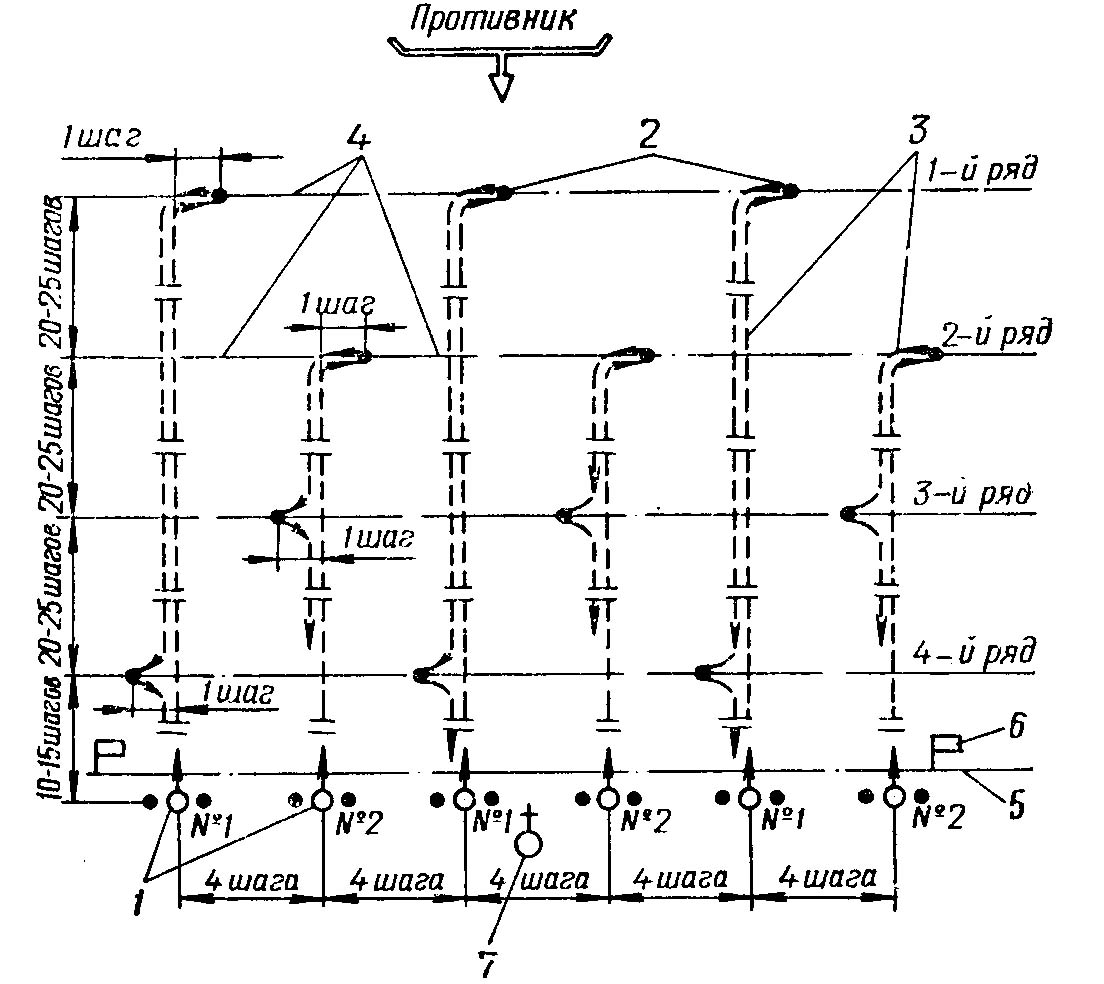 Противник
1 шаг
4
2
3
1-й ряд
20-25 шагов
1 шаг
2-й ряд
20-25 шагов
3-й ряд
1 шаг
20-25 шагов
4-й ряд
1 шаг
10-15 шагов
6
5
№1
№2
№1
№2
№1
№2
1
4 шага
4 шага
4 шага
4 шага
4 шага
7